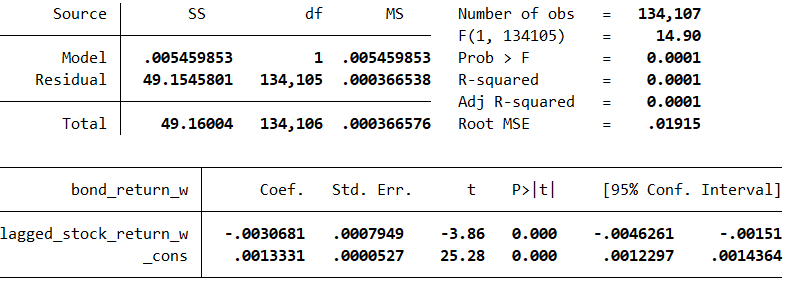 Source SS df MS Number of obs = 134,107
F(1, 134105) = 14.90
Model .005459853 1 .005459853 Prob > F = 0.0001
Residual 49.1545801 134,105 .000366538 R-squared = 0.0001
Adj R-squared = 0.0001
Total 49.16004 134,106 .000366576 Root MSE = .01915
bond_return_w Coef. Std. Err. t P>|t| [95% Conf. Interval]
lagged_stock_return_w -.0030681 .0007949 -3.86 0.000 -.0046261 -.00151
_cons .0013331 .0000527 25.28 0.000 .0012297 .0014364